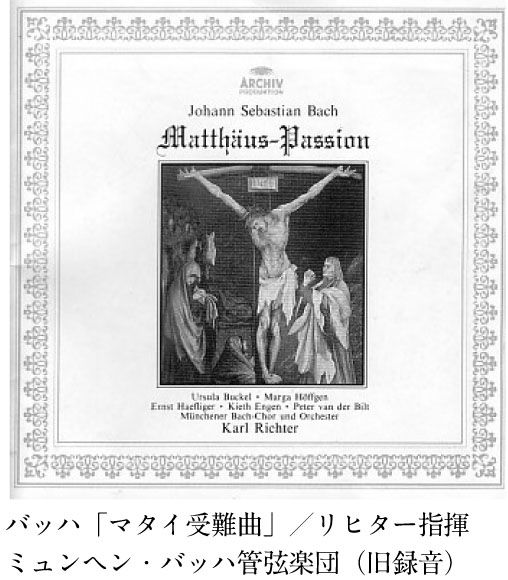 ARCHIV
PRODUKTION
Johann Sebastian Bach
Matthäus-Passion
Ursula Buckel • Marga Höffgen
Ernst Haefliger • Kieth Engen • Peter van der Bilt
Münchener Bach-Chor und Orchester
Karl Richter
バッハ「マタイ受難曲」／リヒター指揮
ミュンヘン・バッハ管弦楽団（旧録音）